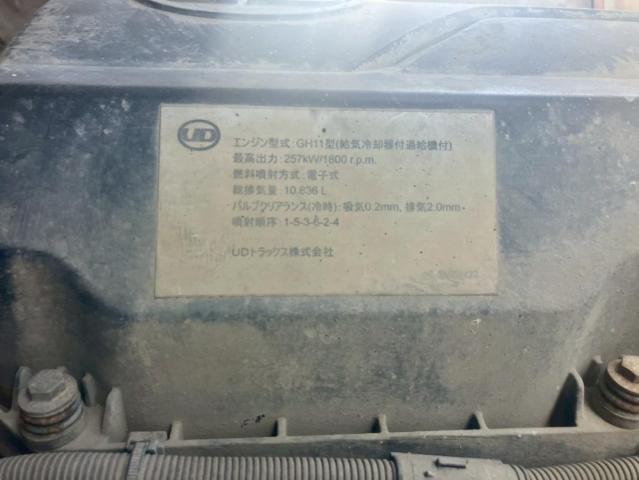 UD
エンジン型式:GH11型(給気冷却器付過給機付)
最高出力:257kW/1800 r.p.m.
燃料噴射方式:電子式
総排気量:10.836 L
バルブクリアランス(冷時):吸気0.2mm, 排気2.0mm
噴射順序:1-5-3-6-2-4
UDトラックス株式会社